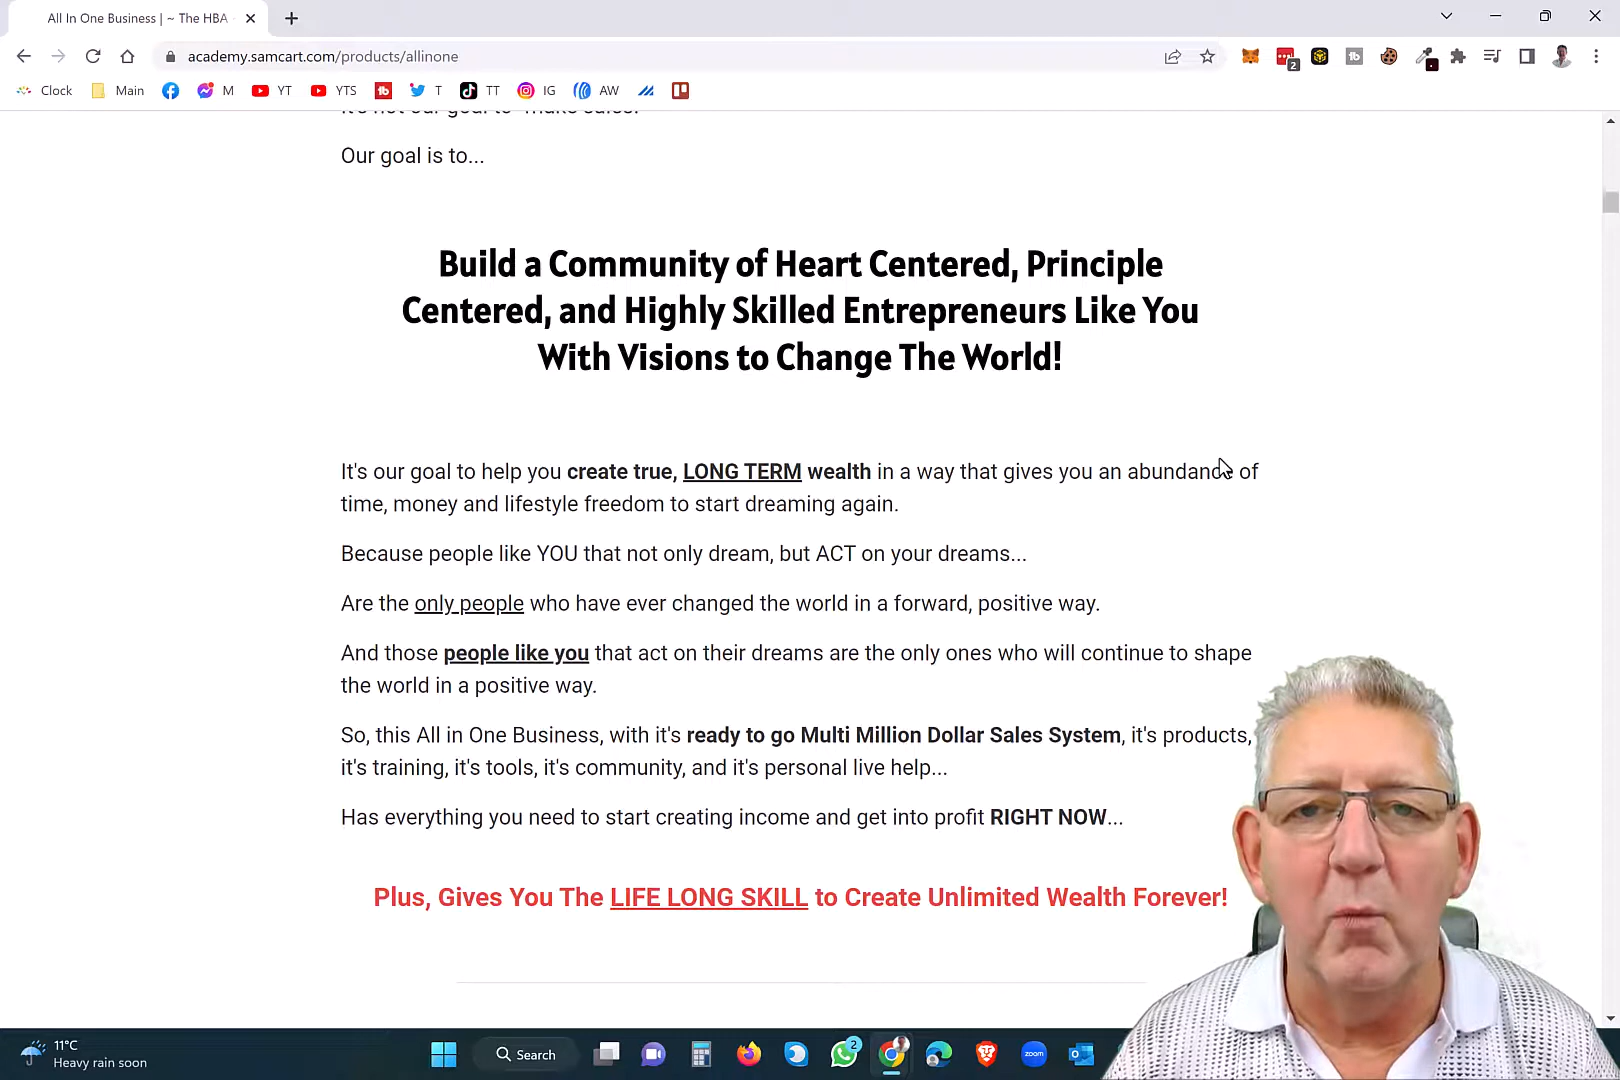 All In One Business | ~ The HBA
academy.samcart.com/products/allinone
2
Clock
Main
M
YT
YTS
tb
T
TT
IG
AW
Our goal is to...
Build a Community of Heart Centered, Principle
Centered, and Highly Skilled Entrepreneurs Like You
With Visions to Change The World!
It's our goal to help you create true, LONG TERM wealth in a way that gives you an abundance of
time, money and lifestyle freedom to start dreaming again.
Because people like YOU that not only dream, but ACT on your dreams...
Are the only people who have ever changed the world in a forward, positive way.
And those people like you that act on their dreams are the only ones who will continue to shape
the world in a positive way.
So, this All in One Business, with it's ready to go Multi Million Dollar Sales System, it's products,
it's training, it's tools, it's community, and it's personal live help...
Has everything you need to start creating income and get into profit RIGHT NOW...
Plus, Gives You The LIFE LONG SKILL to Create Unlimited Wealth Forever!
11°C
Heavy rain soon
Search
2
zoom